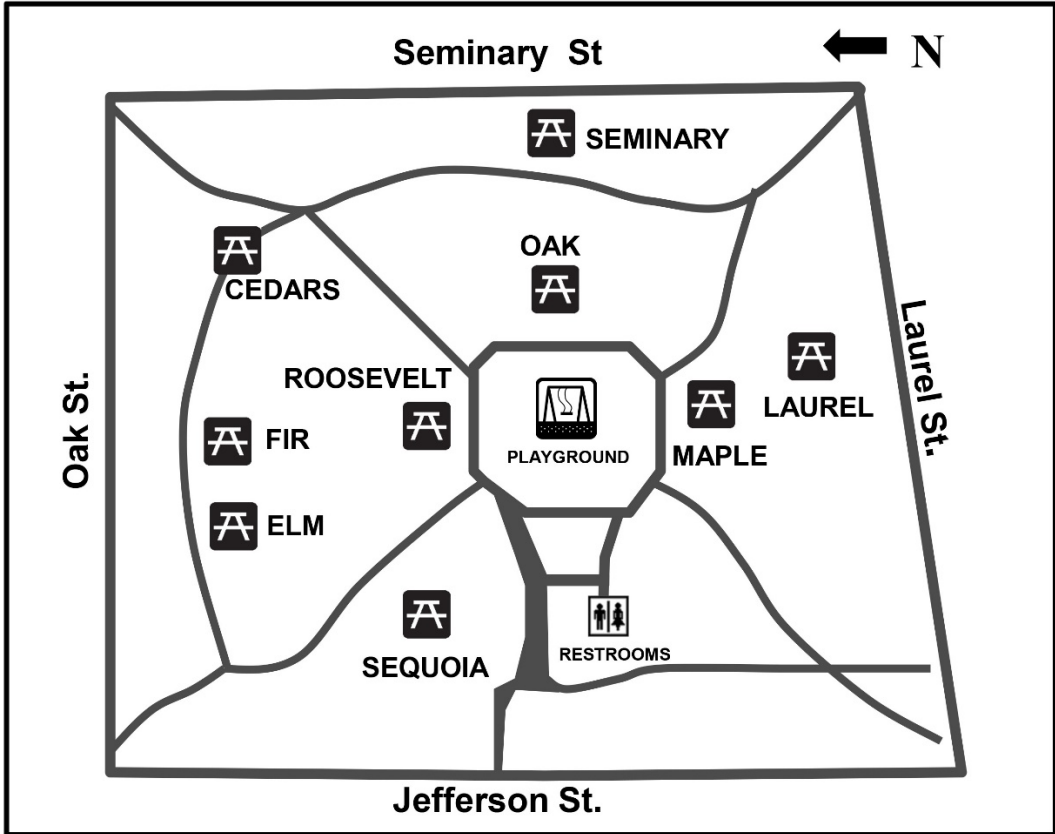 Seminary St
N
SEMINARY
OAK
CEDARS
Laurel St.
ROOSEVELT
LAUREL
Oak St.
FIR
PLAYGROUND
MAPLE
ELM
SEQUOIA
RESTROOMS
Jefferson St.